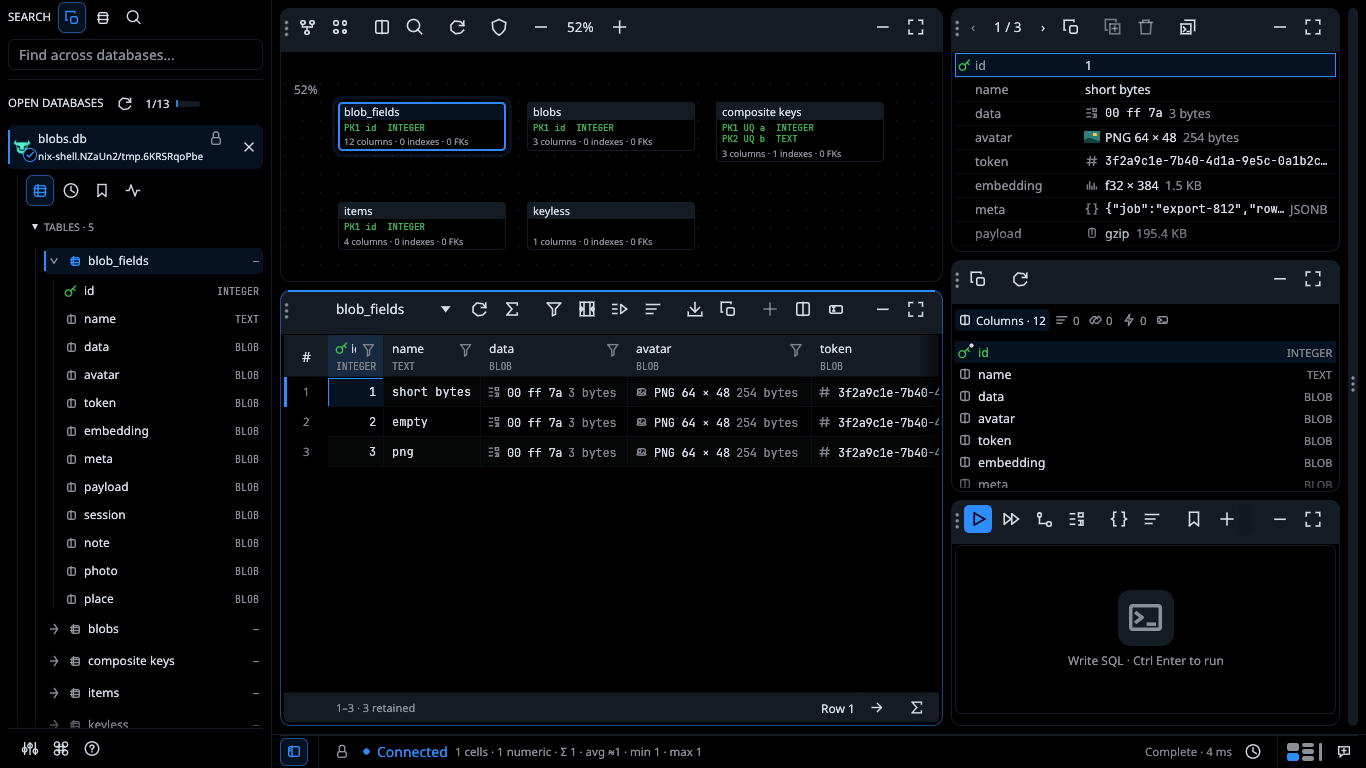 SEARCH
Find across databases...
OPEN DATABASES 1/13
blobs.db
nix-shell.NZaUn2/tmp.6KRSRqoPbe
TABLES · 5
blob_fields –
id INTEGER
name TEXT
data BLOB
avatar BLOB
token BLOB
embedding BLOB
meta BLOB
payload BLOB
session BLOB
note BLOB
photo BLOB
place BLOB
blobs –
composite keys –
items –
keyless
52%
52%
blob_fields
PK1 id INTEGER
12 columns · 0 indexes · 0 FKs
blobs
PK1 id INTEGER
3 columns · 0 indexes · 0 FKs
composite keys
PK1 UQ a INTEGER
PK2 UQ b TEXT
3 columns · 1 indexes · 0 FKs
items
PK1 id INTEGER
4 columns · 0 indexes · 0 FKs
keyless
1 columns · 0 indexes · 0 FKs
blob_fields
# name data avatar token
INTEGER TEXT BLOB BLOB BLOB
1 1 short bytes 00 ff 7a 3 bytes PNG 64 × 48 254 bytes 3f2a9c1e-7b40-4
2 2 empty 00 ff 7a 3 bytes PNG 64 × 48 254 bytes 3f2a9c1e-7b40-4
3 3 png 00 ff 7a 3 bytes PNG 64 × 48 254 bytes 3f2a9c1e-7b40-4
1–3 · 3 retained Row 1
1 / 3
id 1
name short bytes
data 00 ff 7a 3 bytes
avatar PNG 64 × 48 254 bytes
token 3f2a9c1e-7b40-4d1a-9e5c-0a1b2c…
embedding f32 × 384 1.5 KB
meta {"job":"export-812","row… JSONB
payload gzip 195.4 KB
Columns · 12 0 0 0
id INTEGER
name TEXT
data BLOB
avatar BLOB
token BLOB
embedding BLOB
meta BLOB
Write SQL · Ctrl Enter to run
Connected 1 cells · 1 numeric · Σ 1 · avg ≈1 · min 1 · max 1
Complete · 4 ms